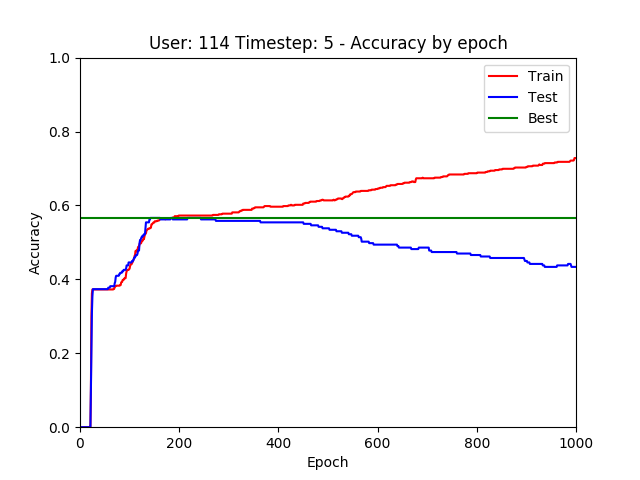 User: 114 Timestep: 5 - Accuracy by epoch
1.0
0.8
0.6
0.4
0.2
0.0
Accuracy
Train
Test
Best
0 200 400 600 800 1000
Epoch